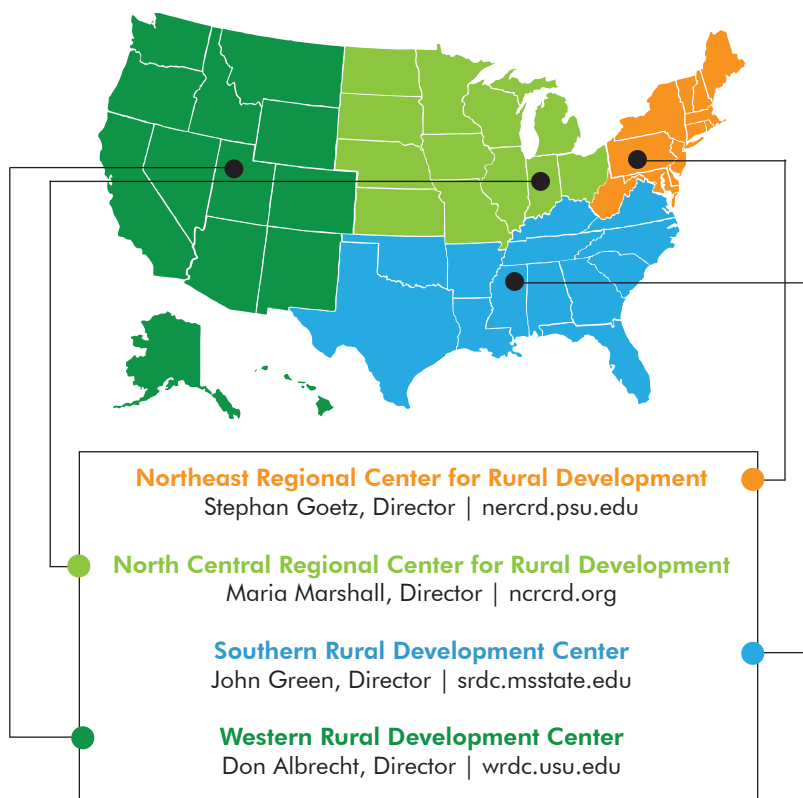 Northeast Regional Center for Rural Development
Stephan Goetz, Director | nercrd.psu.edu
North Central Regional Center for Rural Development
Maria Marshall, Director | ncrcrd.org
Southern Rural Development Center
John Green, Director | srdc.msstate.edu
Western Rural Development Center
Don Albrecht, Director | wrdc.usu.edu